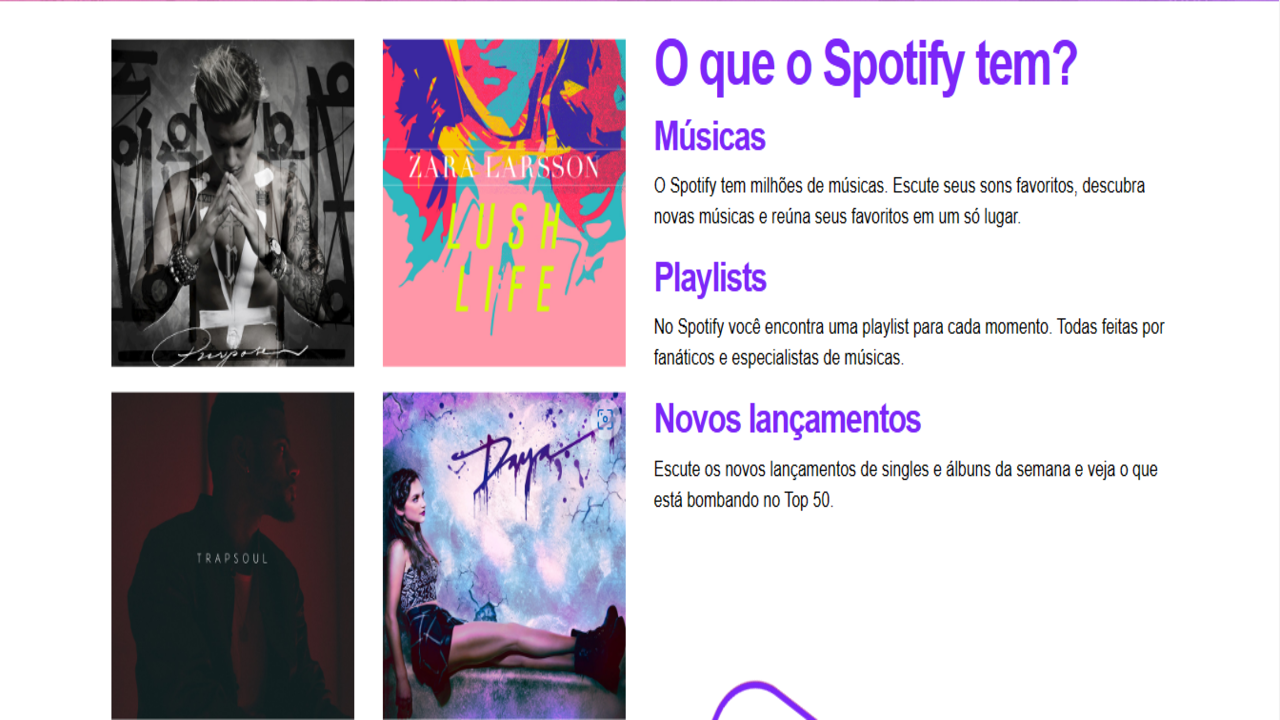 Purpose
ZARA LARSSON
LUSH
LIFE
TRAPSOUL
Daya
O que o Spotify tem?
Músicas
O Spotify tem milhões de músicas. Escute seus sons favoritos, descubra
novas músicas e reúna seus favoritos em um só lugar.
Playlists
No Spotify você encontra uma playlist para cada momento. Todas feitas por
fanáticos e especialistas de músicas.
Novos lançamentos
Escute os novos lançamentos de singles e álbuns da semana e veja o que
está bombando no Top 50.